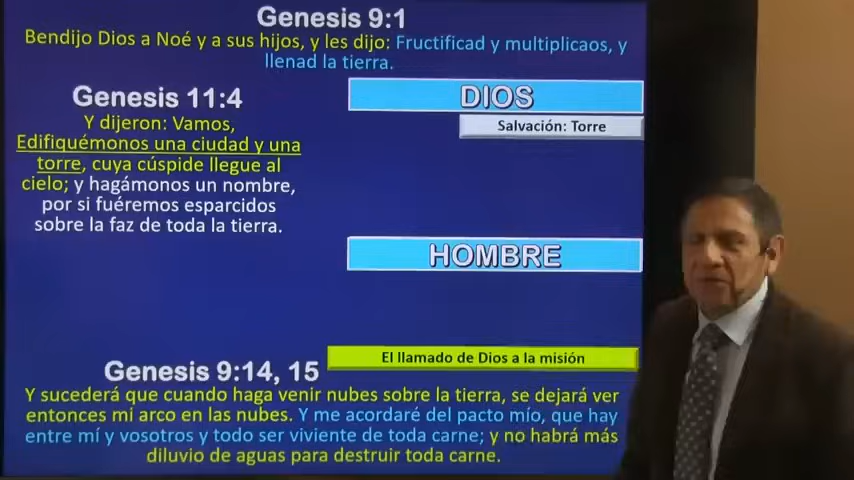 Genesis 9:1
Bendijo Dios a Noé y a sus hijos, y les dijo: Fructificad y multiplicaos, y
llenad la tierra.
Genesis 11:4
Y dijeron: Vamos,
Edifiquémonos una ciudad y una
torre, cuya cúspide llegue al
cielo; y hagámonos un nombre,
por si fuéremos esparcidos
sobre la faz de toda la tierra.
DIOS
Salvación: Torre
HOMBRE
El llamado de Dios a la misión
Genesis 9:14, 15
Y sucederá que cuando haga venir nubes sobre la tierra, se dejará ver
entonces mi arco en las nubes. Y me acordaré del pacto mío, que hay
entre mí y vosotros y todo ser viviente de toda carne; y no habrá más
diluvio de aguas para destruir toda carne.